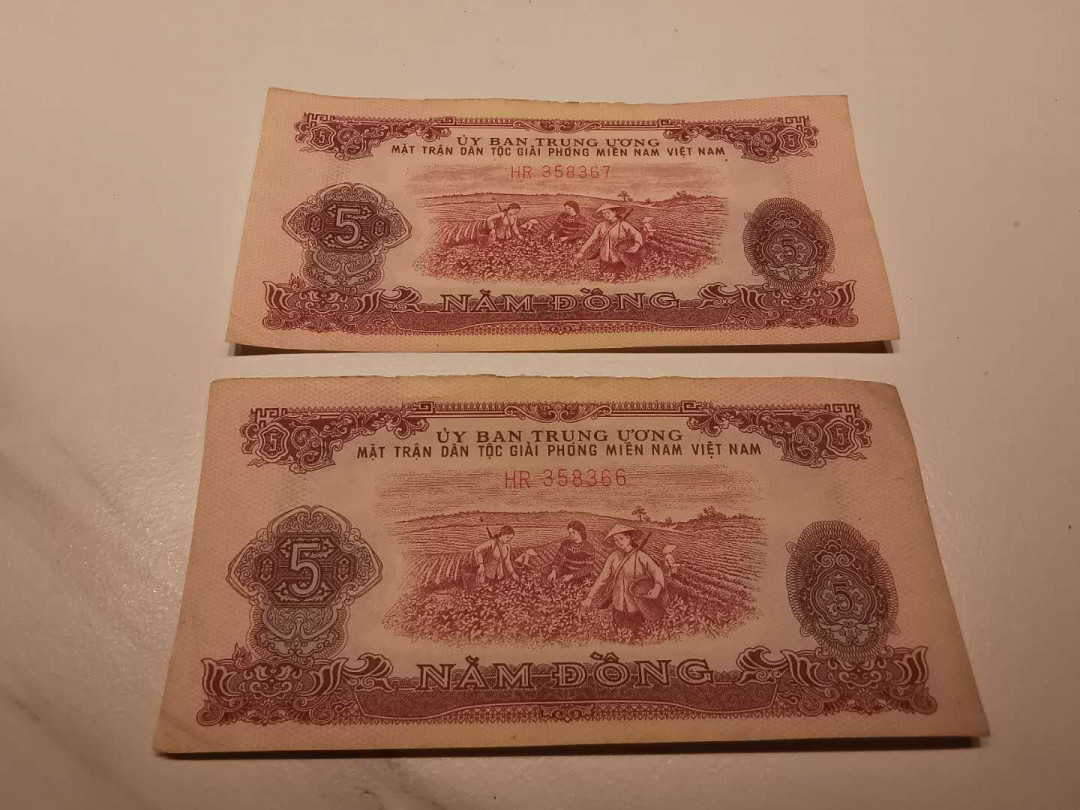 ỦY BAN TRUNG ƯƠNG
MẶT TRẬN DÂN TỘC GIẢI PHÓNG MIỀN NAM VIỆT NAM
HR 358367
5
5
NĂM ĐỒNG
ỦY BAN TRUNG ƯƠNG
MẶT TRẬN DÂN TỘC GIẢI PHÓNG MIỀN NAM VIỆT NAM
HR 358366
5
5
NĂM ĐỒNG